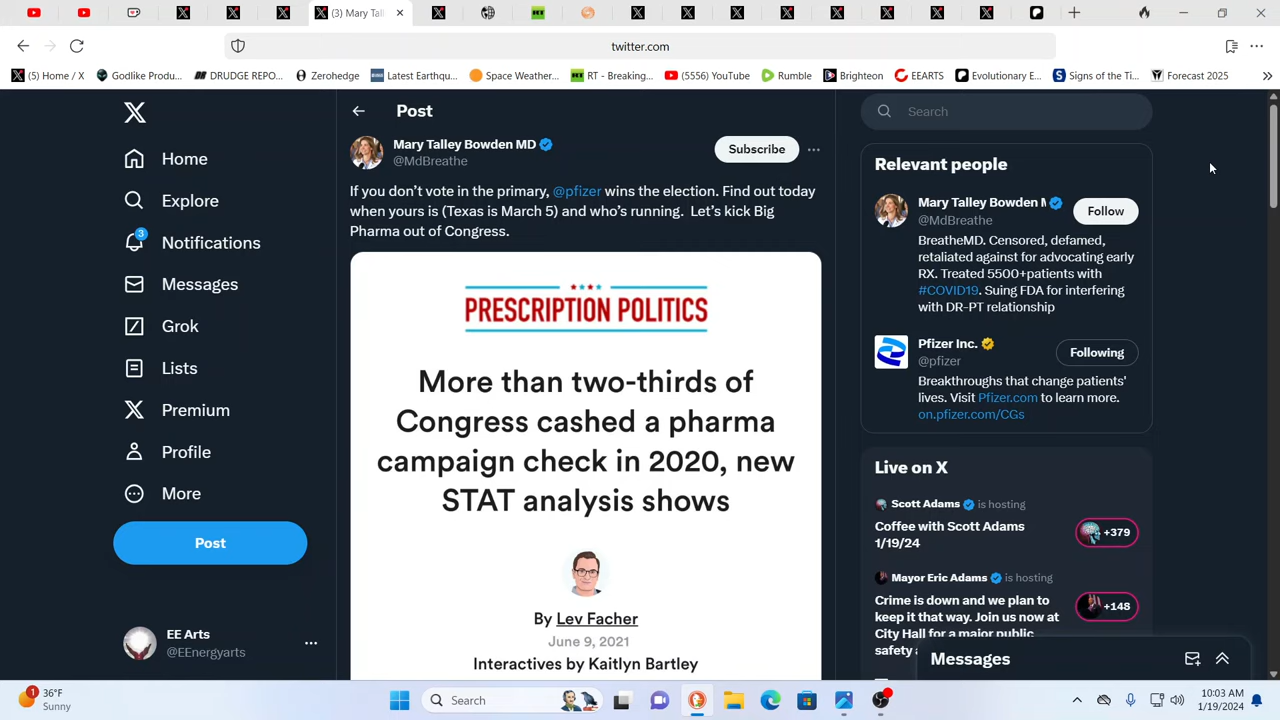 (3) Mary Tal
twitter.com
(5) Home / X
Godlike Produ...
DRUDGE REPO...
Zerohedge
Latest Earthqu...
Space Weather...
RT - Breaking...
(5556) YouTube
Rumble
Brighteon
EEARTS
Evolutionary E...
Signs of the Ti...
Forecast 2025
Home
Explore
3
Notifications
Messages
Grok
Lists
Premium
Profile
More
Post
EE Arts
@EEnergyarts
Post
Mary Talley Bowden MD
@MdBreathe
Subscribe
If you don't vote in the primary, @pfizer wins the election. Find out today
when yours is (Texas is March 5) and who's running. Let's kick Big
Pharma out of Congress.
PRESCRIPTION POLITICS
More than two-thirds of
Congress cashed a pharma
campaign check in 2020, new
STAT analysis shows
By Lev Facher
June 9, 2021
Interactives by Kaitlyn Bartley
Search
Relevant people
Mary Talley Bowden M
@MdBreathe
Follow
BreatheMD. Censored, defamed,
retaliated against for advocating early
RX. Treated 5500+patients with
#COVID19. Suing FDA for interfering
with DR-PT relationship
Pfizer Inc.
@pfizer
Following
Breakthroughs that change patients'
lives. Visit Pfizer.com to learn more.
on.pfizer.com/CGs
Live on X
Scott Adams is hosting
Coffee with Scott Adams
1/19/24
+379
Mayor Eric Adams is hosting
Crime is down and we plan to
keep it that way. Join us now at
City Hall for a major public
safety a
+148
Messages
1
36°F
Sunny
Search
10:03 AM
1/19/2024